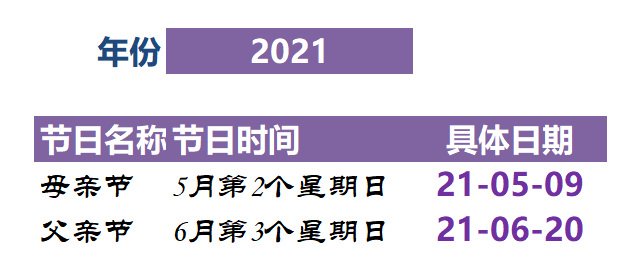 年份 2021
节日名称 节日时间 具体日期
母亲节 5月第2个星期日 21-05-09
父亲节 6月第3个星期日 21-06-20